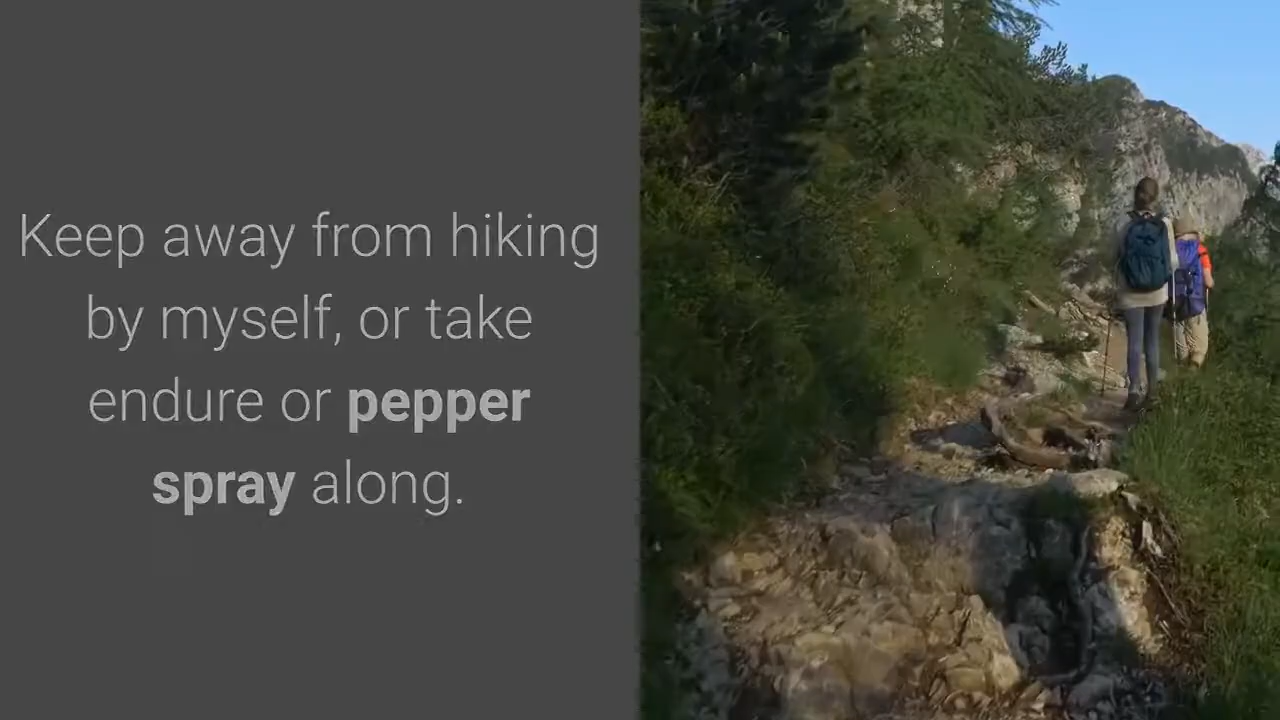 Keep away from hiking
by myself, or take
endure or pepper
spray along.